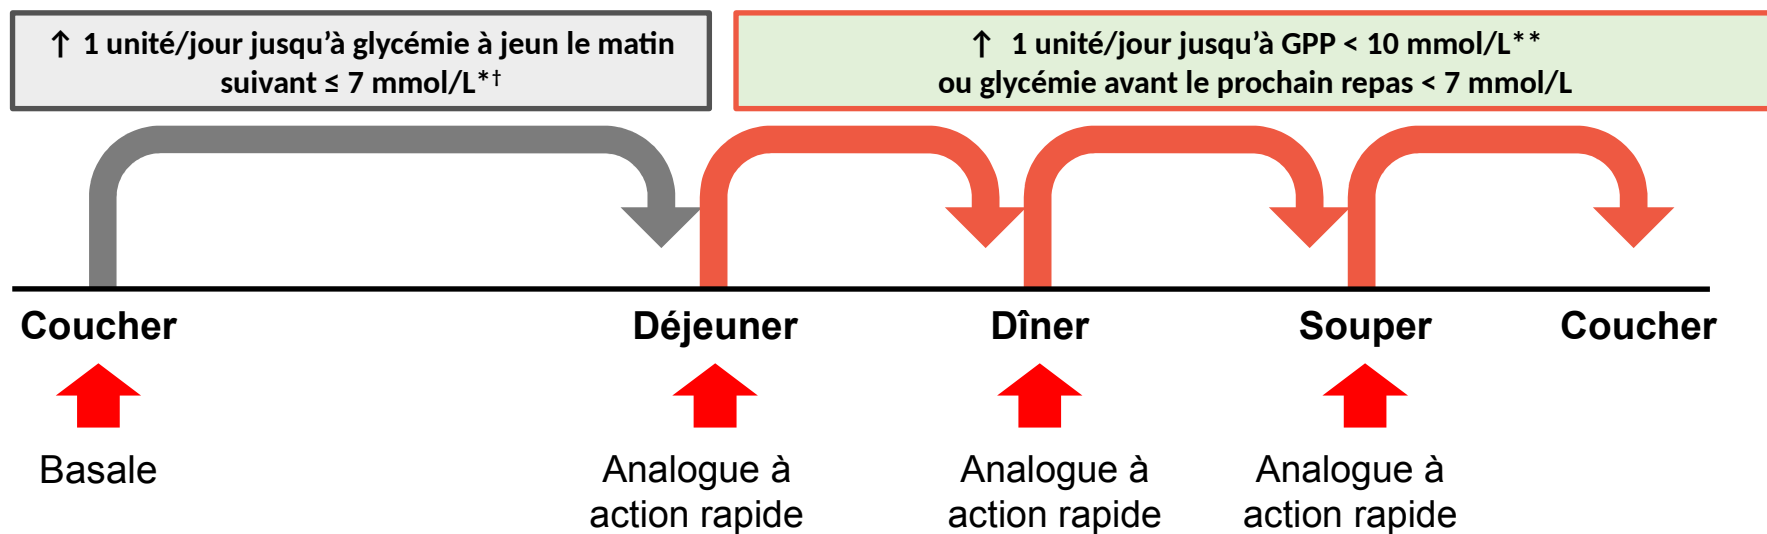 ↑ 1 unité/jour jusqu’à glycémie à jeun le matin
suivant ≤ 7 mmol/L*†
↑ 1 unité/jour jusqu’à GPP < 10 mmol/L**
ou glycémie avant le prochain repas < 7 mmol/L
Coucher
Déjeuner
Dîner
Souper
Coucher
Basale
Analogue à
action rapide
Analogue à
action rapide
Analogue à
action rapide